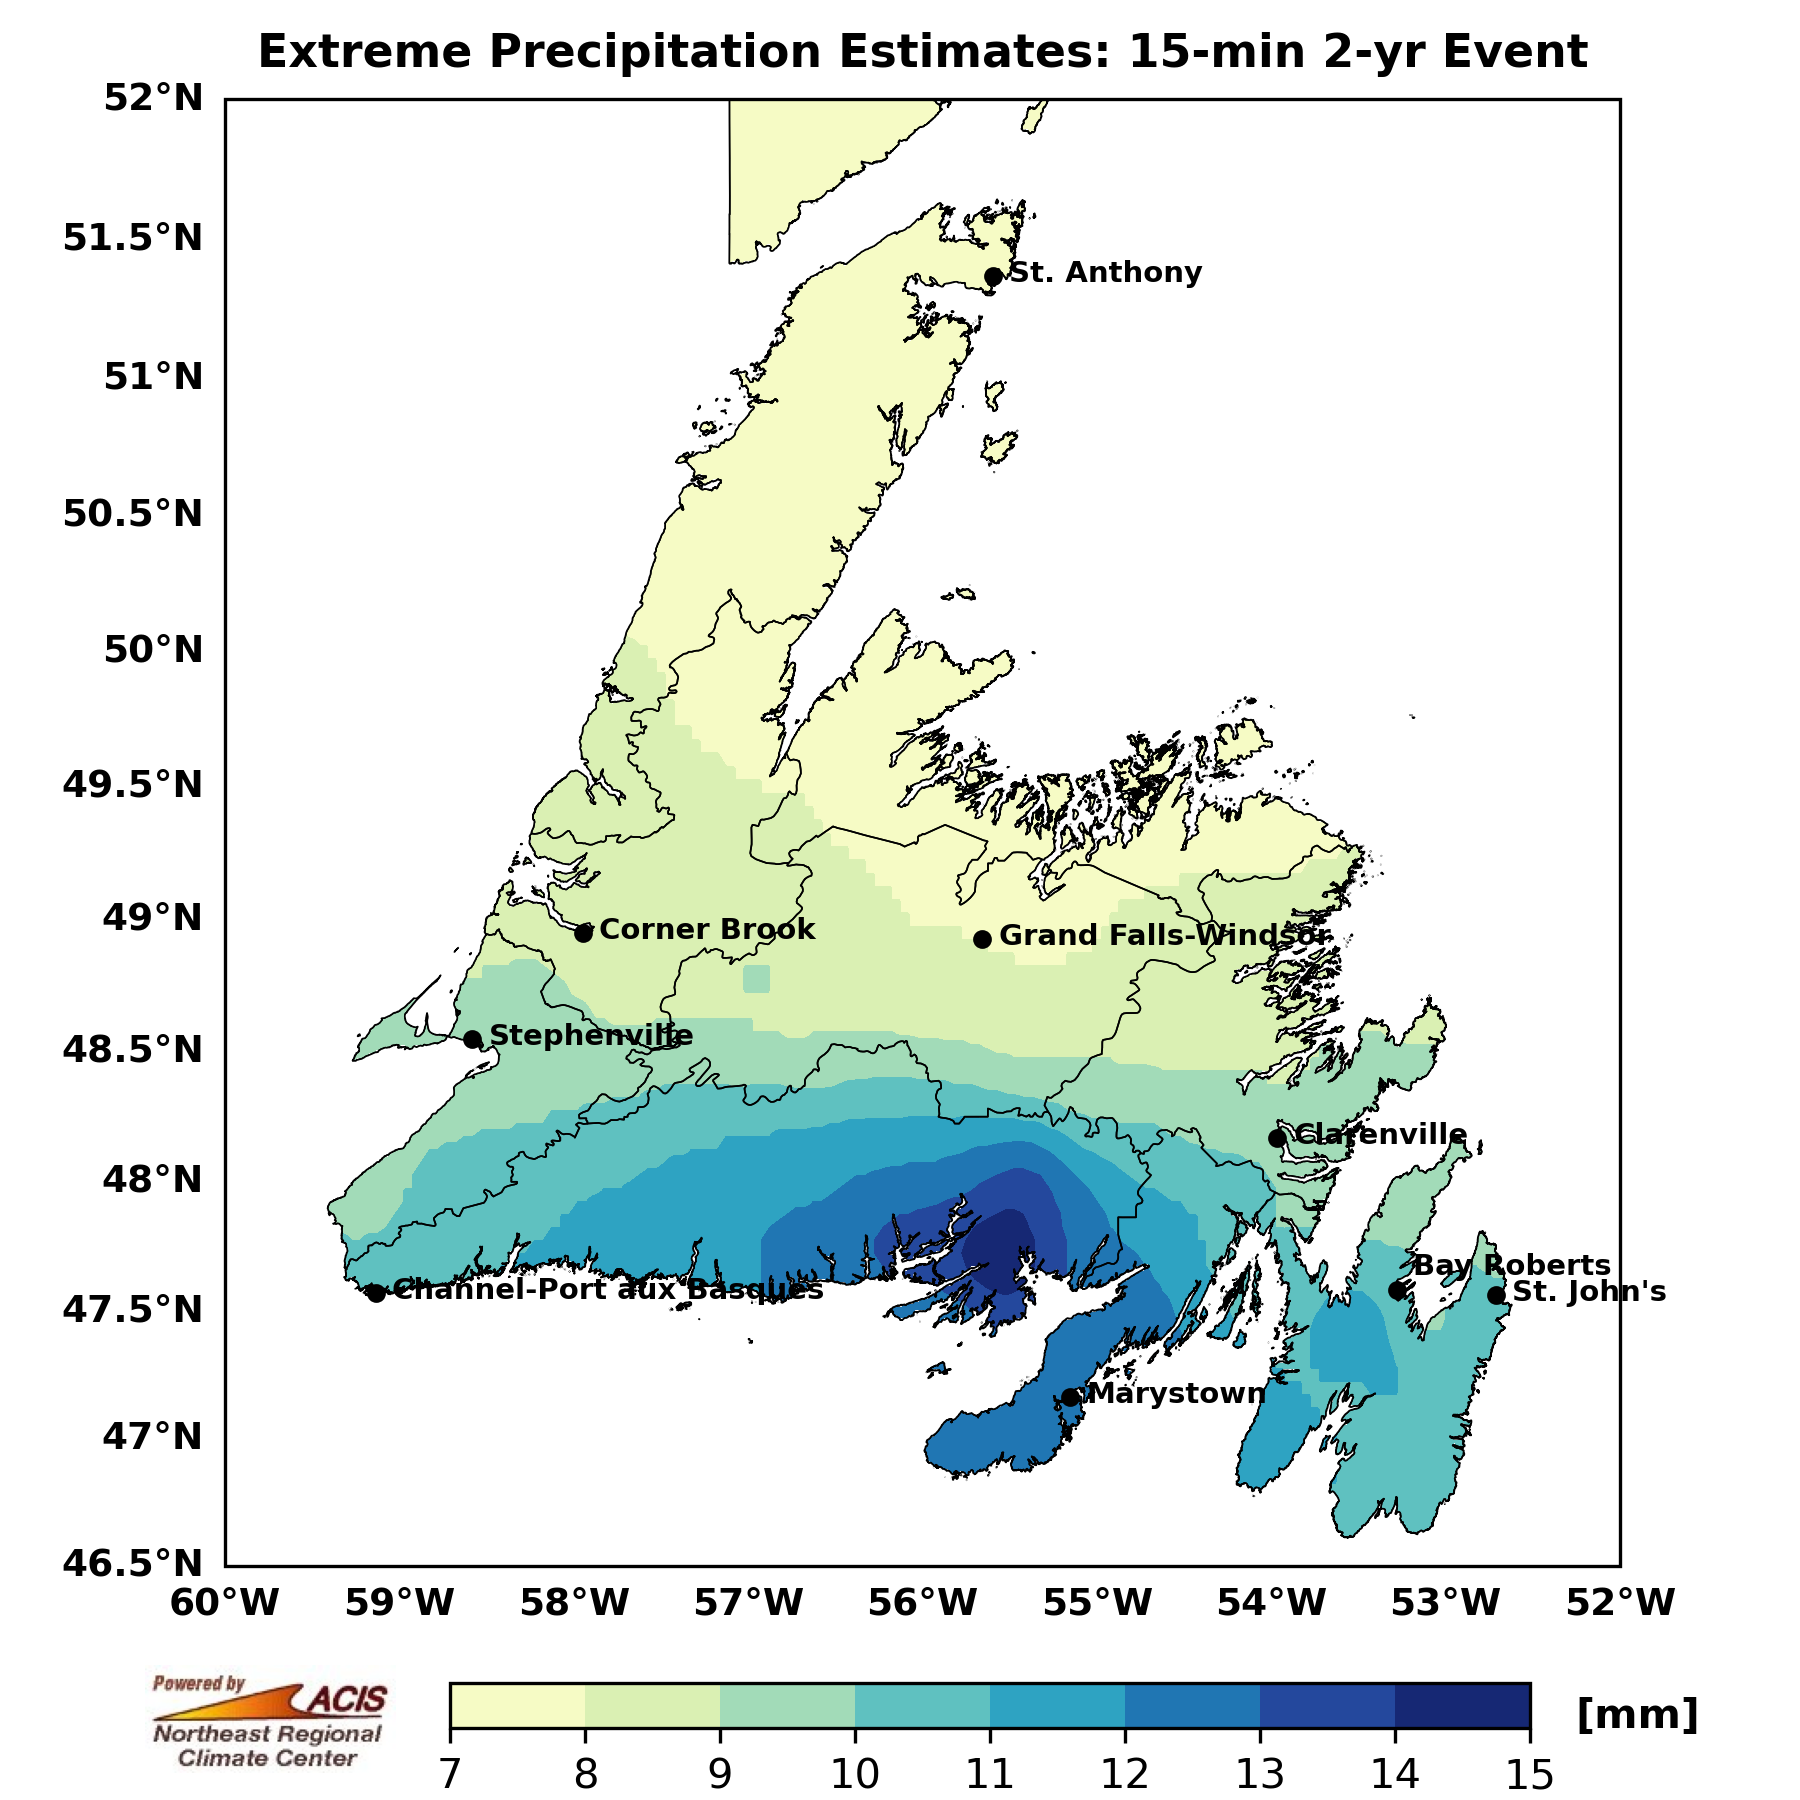 Extreme Precipitation Estimates: 15-min 2-yr Event
52°N
51.5°N
51°N
50.5°N
50°N
49.5°N
49°N
48.5°N
48°N
47.5°N
47°N
46.5°N
St. Anthony
Corner Brook
Grand Falls-Windsor
Stephenville
Clarenville
Bay Roberts
St. John's
Channel-Port aux Basques
Marystown
60°W 59°W 58°W 57°W 56°W 55°W 54°W 53°W 52°W
Powered by
ACIS
Northeast Regional
Climate Center
[mm]
7 8 9 10 11 12 13 14 15